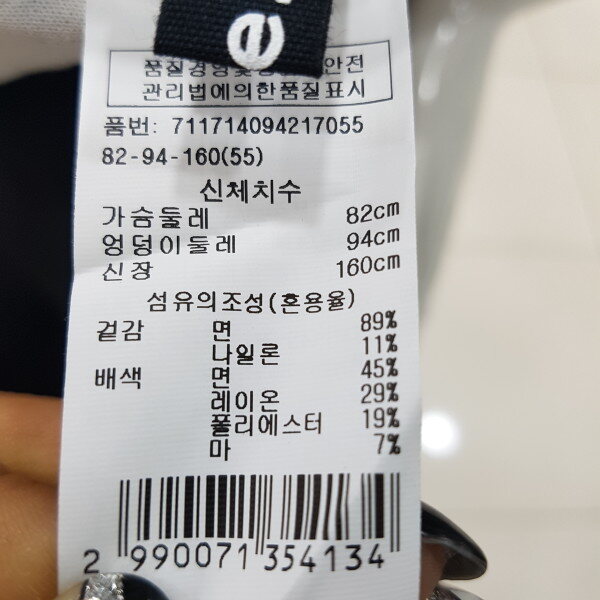 e
품질경영및 안전
관리법에의한품질표시
품번: 711714094217055
82-94-160(55)
신체치수
가슴둘레 82cm
엉덩이둘레 94cm
신장 160cm
섬유의조성(혼용율)
겉감 면 89%
나일론 11%
배색 면 45%
레이온 29%
폴리에스터 19%
마 7%
2 990071 354134